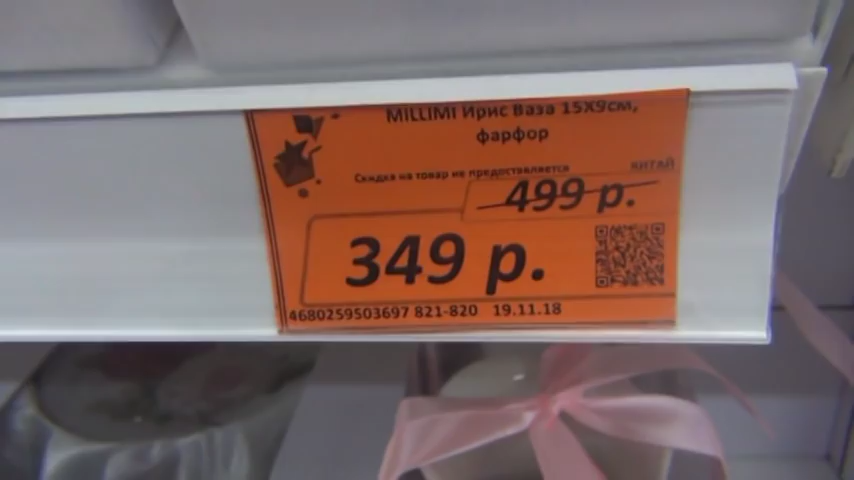 MILLIMI Ирис Ваза 15Х9см,
фарфор
Скидка на товар не предоставляется
КИТАЙ
499 р.
349 р.
4680259503697 821-820 19.11.18